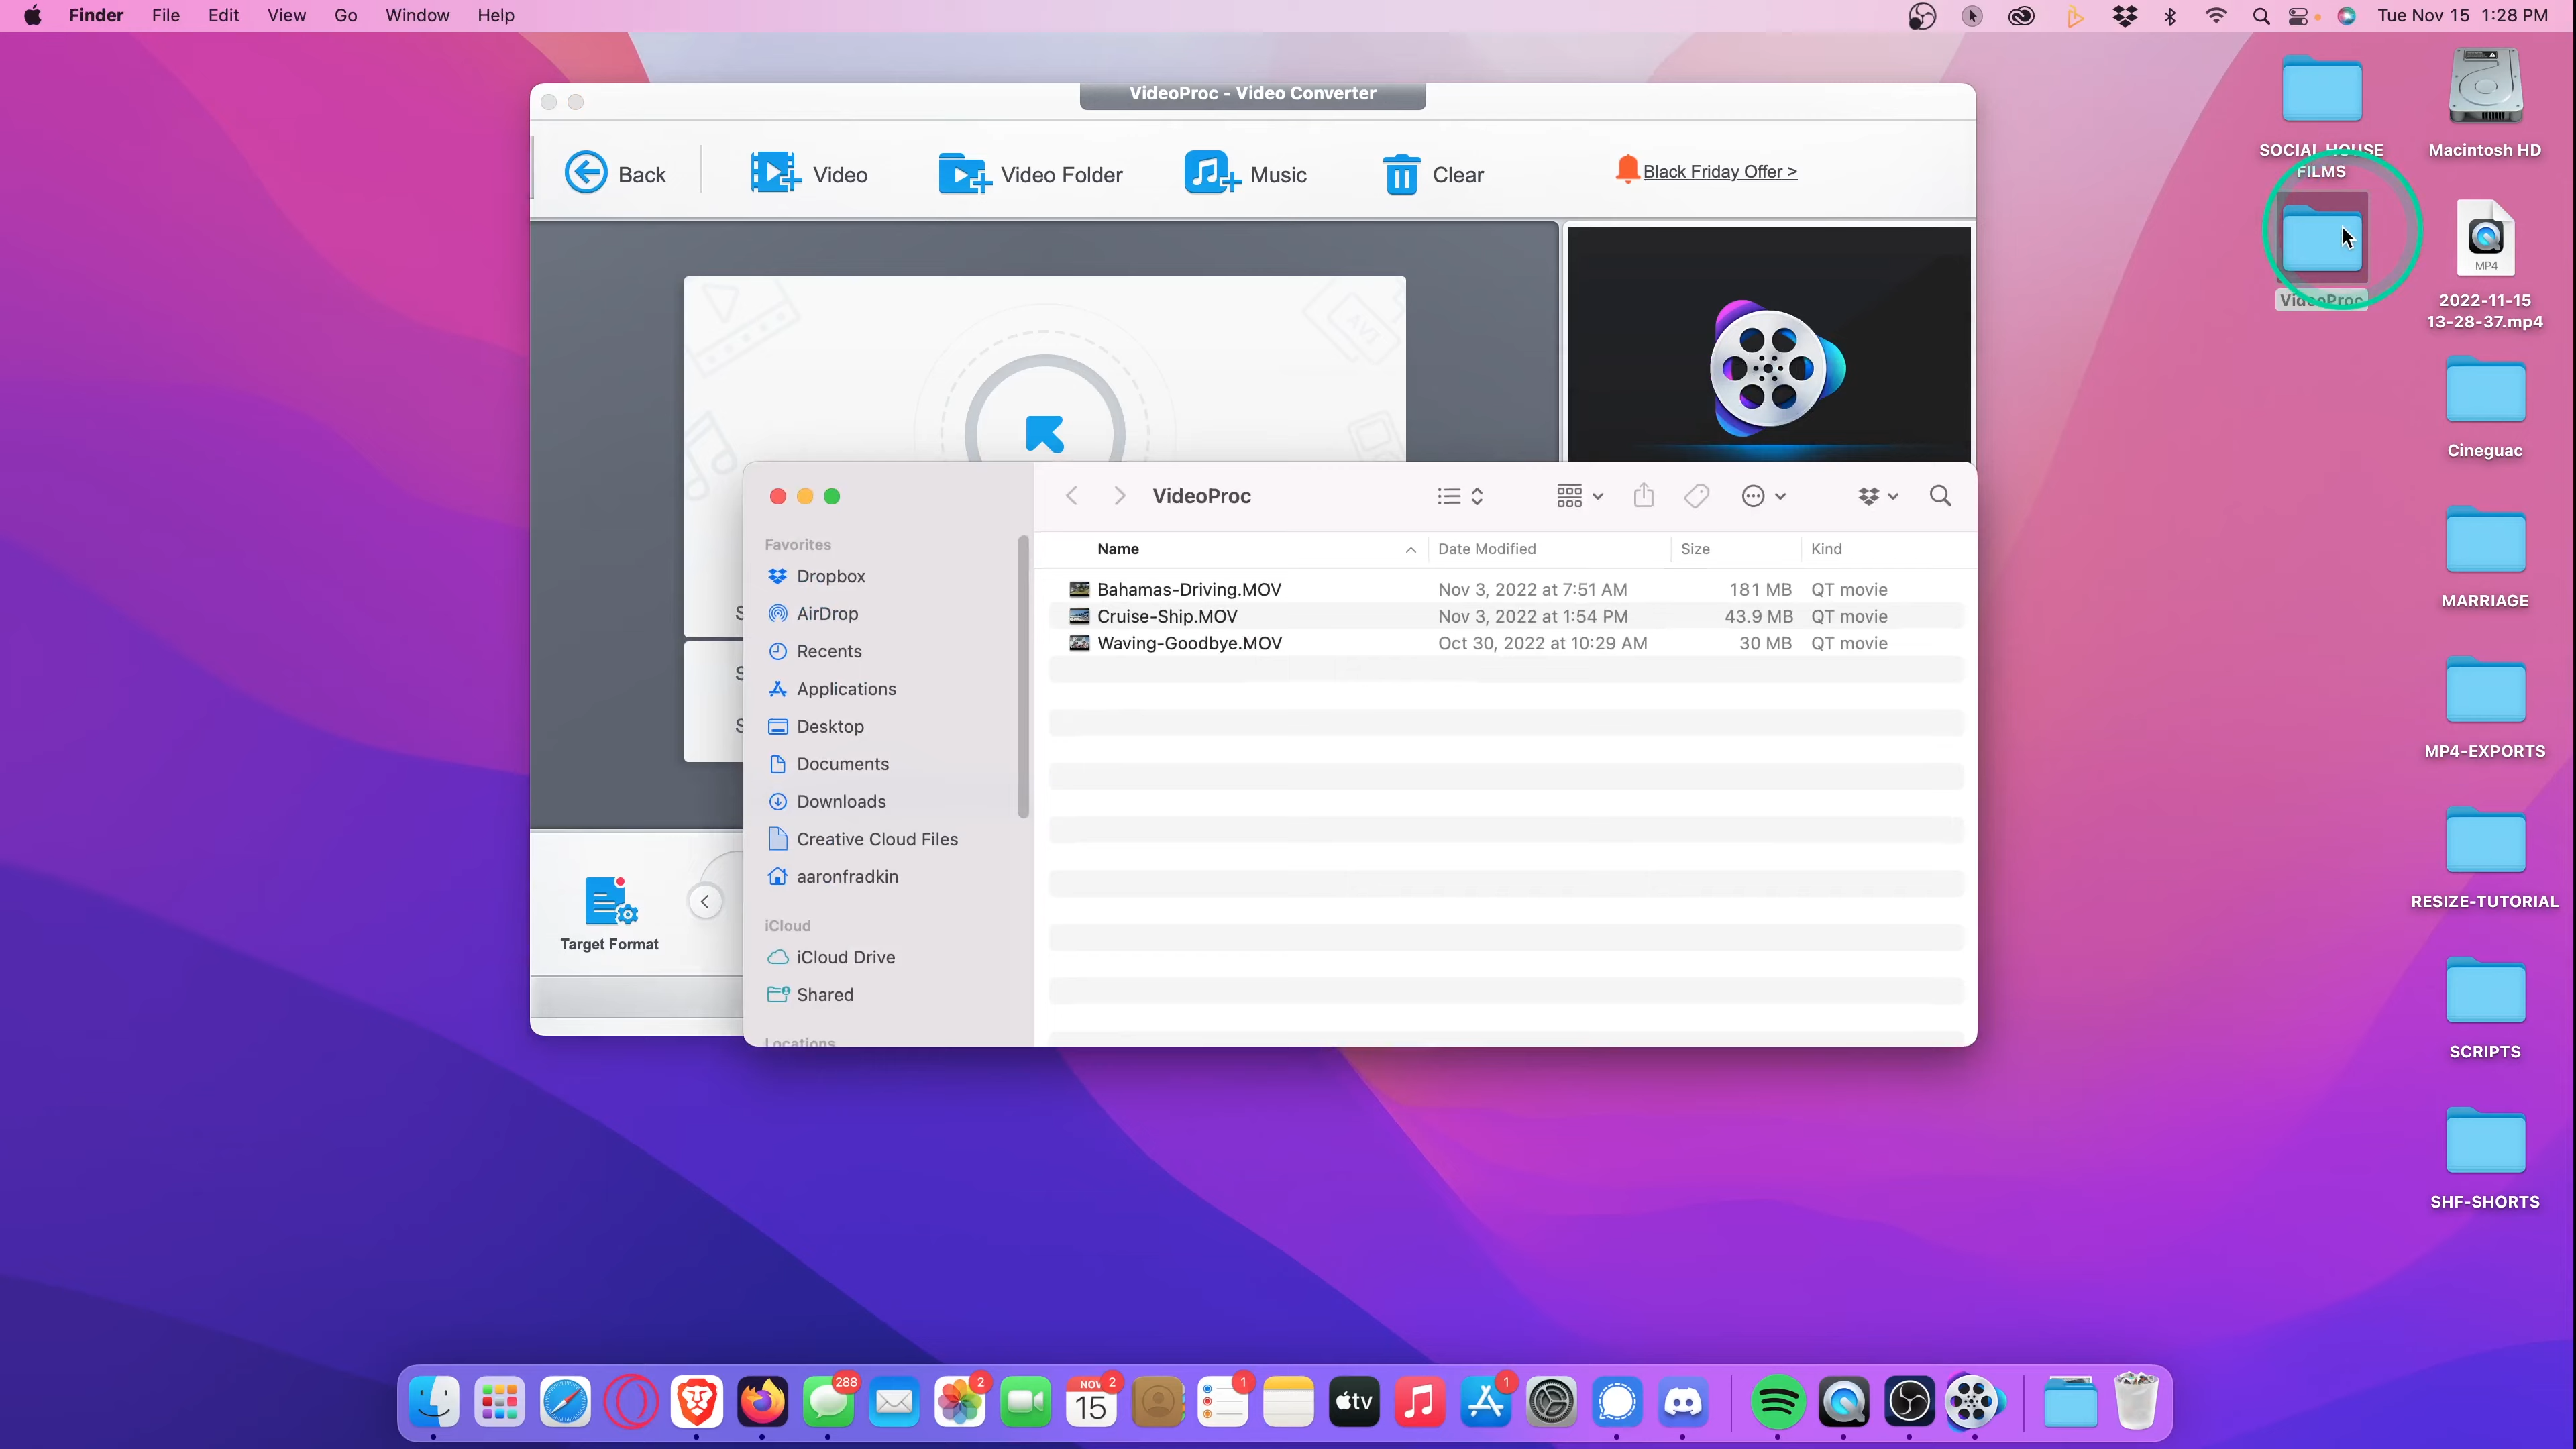 Finder File Edit View Go Window Help
Tue Nov 15 1:28 PM
VideoProc - Video Converter
Back Video Video Folder Music Clear Black Friday Offer >
AVI
VideoProc
Favorites
Dropbox
AirDrop
Recents
Applications
Desktop
Documents
Downloads
Creative Cloud Files
aaronfradkin
iCloud
iCloud Drive
Shared
Locations
Name Date Modified Size Kind
Bahamas-Driving.MOV Nov 3, 2022 at 7:51 AM 181 MB QT movie
Cruise-Ship.MOV Nov 3, 2022 at 1:54 PM 43.9 MB QT movie
Waving-Goodbye.MOV Oct 30, 2022 at 10:29 AM 30 MB QT movie
Target Format
SOCIAL HOUSE
FILMS
VideoProc
Macintosh HD
MP4
2022-11-15
13-28-37.mp4
Cineguac
MARRIAGE
MP4-EXPORTS
RESIZE-TUTORIAL
SCRIPTS
SHF-SHORTS
288
2
NOV
15
2
1
tv
1